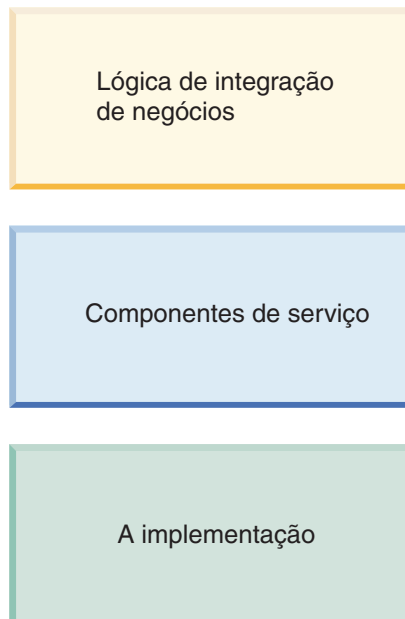 Lógica de integração
de negócios
Componentes de serviço
A implementação